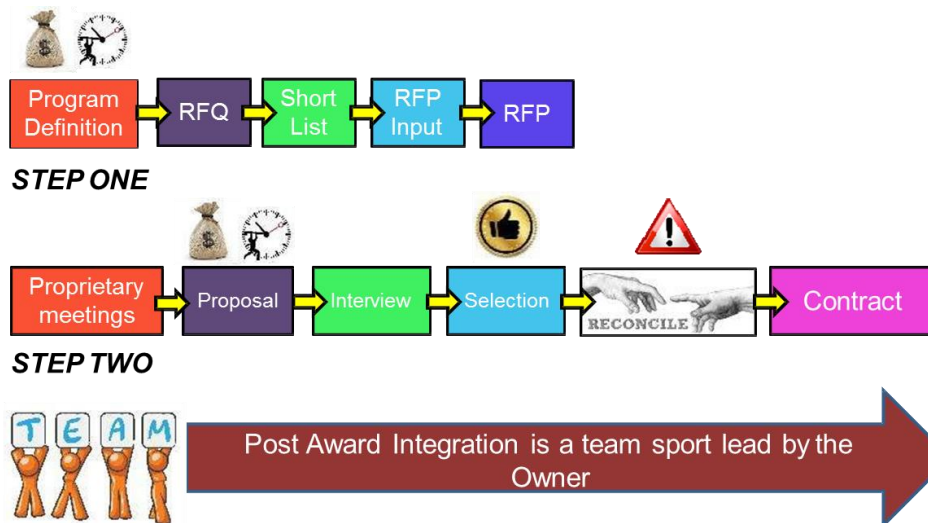 $
Program
Definition
RFQ
Short
List
RFP
Input
RFP
STEP ONE
$
Proprietary
meetings
Proposal
Interview
Selection
!
RECONCILE
Contract
STEP TWO
T E A M
Post Award Integration is a team sport lead by the
Owner